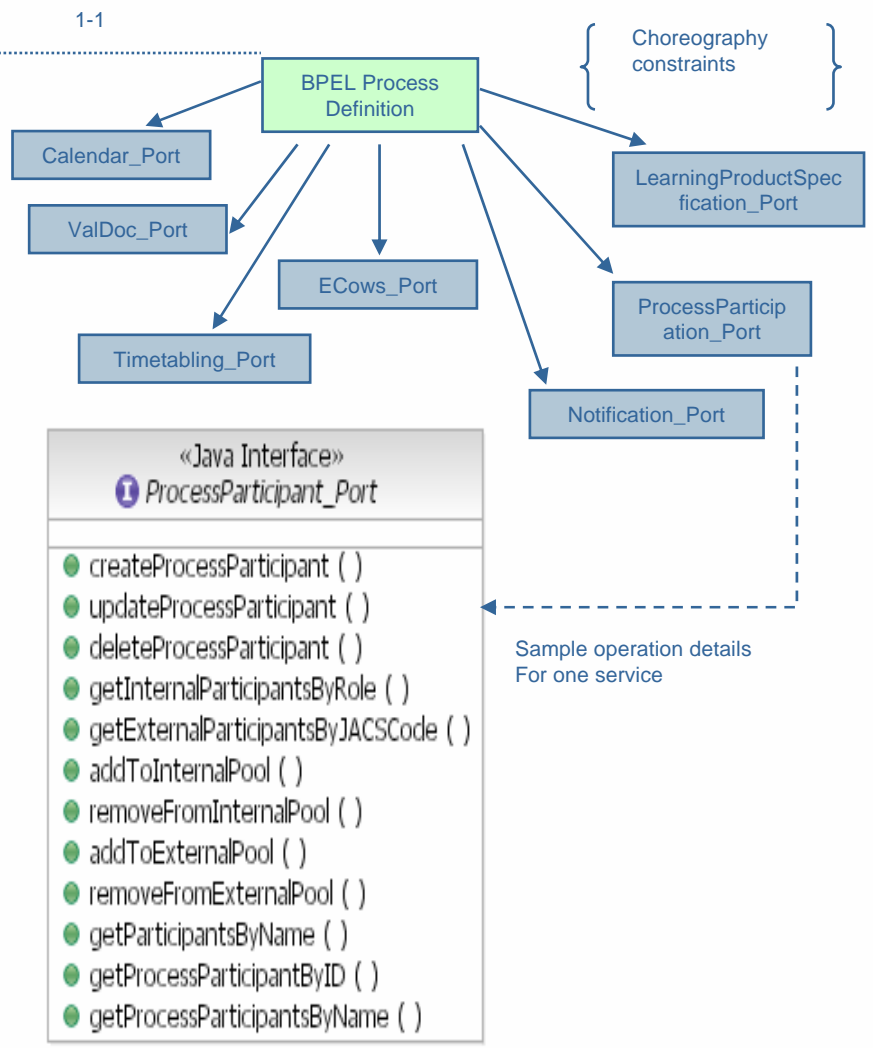 1-1
Choreography
constraints
BPEL Process
Definition
Calendar_Port
LearningProductSpec
fication_Port
ValDoc_Port
ECows_Port
ProcessParticip
ation_Port
Timetabling_Port
Notification_Port
«Java Interface»
I ProcessParticipant_Port
createProcessParticipant ( )
updateProcessParticipant ( )
deleteProcessParticipant ( )
getInternalParticipantsByRole ( )
getExternalParticipantsByJACSCode ( )
addToInternalPool ( )
removeFromInternalPool ( )
addToExternalPool ( )
removeFromExternalPool ( )
getParticipantsByName ( )
getProcessParticipantByID ( )
getProcessParticipantsByName ( )
Sample operation details
For one service